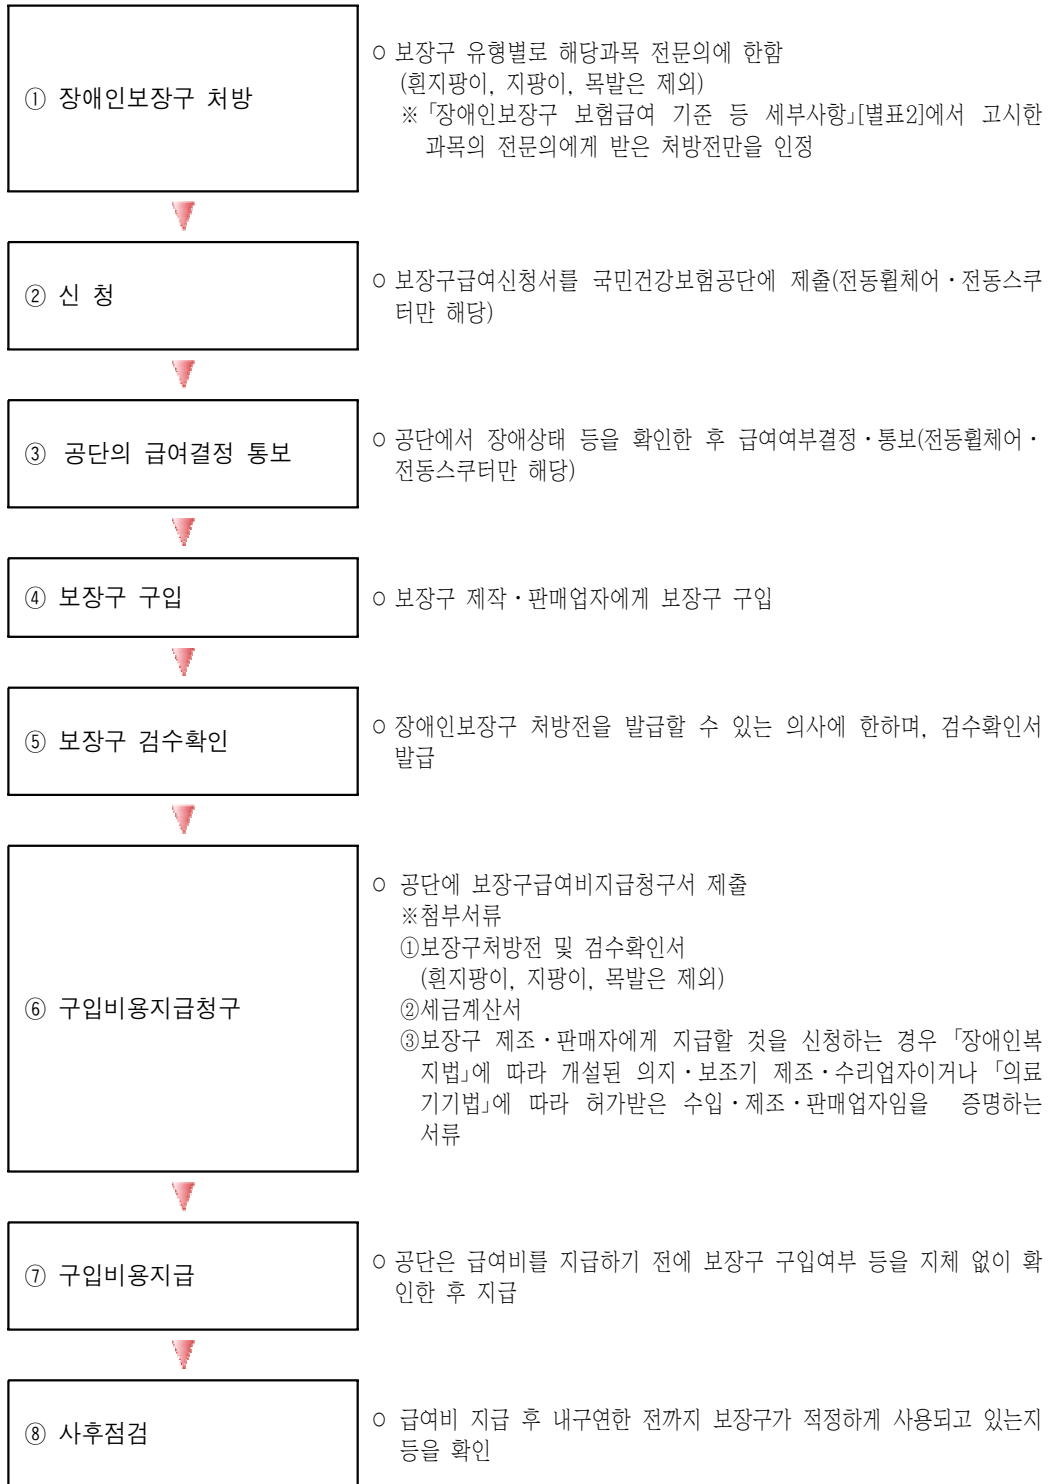 ① 장애인보장구 처방
○ 보장구 유형별로 해당과목 전문의에 한함
(흰지팡이, 지팡이, 목발은 제외)
※「장애인보장구 보험급여 기준 등 세부사항」[별표2]에서 고시한
과목의 전문의에게 받은 처방전만을 인정
② 신 청
○ 보장구급여신청서를 국민건강보험공단에 제출(전동휠체어·전동스쿠
터만 해당)
③ 공단의 급여결정 통보
○ 공단에서 장애상태 등을 확인한 후 급여여부결정·통보(전동휠체어·
전동스쿠터만 해당)
④ 보장구 구입
○ 보장구 제작·판매업자에게 보장구 구입
⑤ 보장구 검수확인
○ 장애인보장구 처방전을 발급할 수 있는 의사에 한하며, 검수확인서
발급
⑥ 구입비용지급청구
○ 공단에 보장구급여비지급청구서 제출
※첨부서류
①보장구처방전 및 검수확인서
(흰지팡이, 지팡이, 목발은 제외)
②세금계산서
③보장구 제조·판매자에게 지급할 것을 신청하는 경우 「장애인복
지법」에 따라 개설된 의지·보조기 제조·수리업자이거나 「의료
기기법」에 따라 허가받은 수입·제조·판매업자임을 증명하는
서류
⑦ 구입비용지급
○ 공단은 급여비를 지급하기 전에 보장구 구입여부 등을 지체 없이 확
인한 후 지급
⑧ 사후점검
○ 급여비 지급 후 내구연한 전까지 보장구가 적정하게 사용되고 있는지
등을 확인